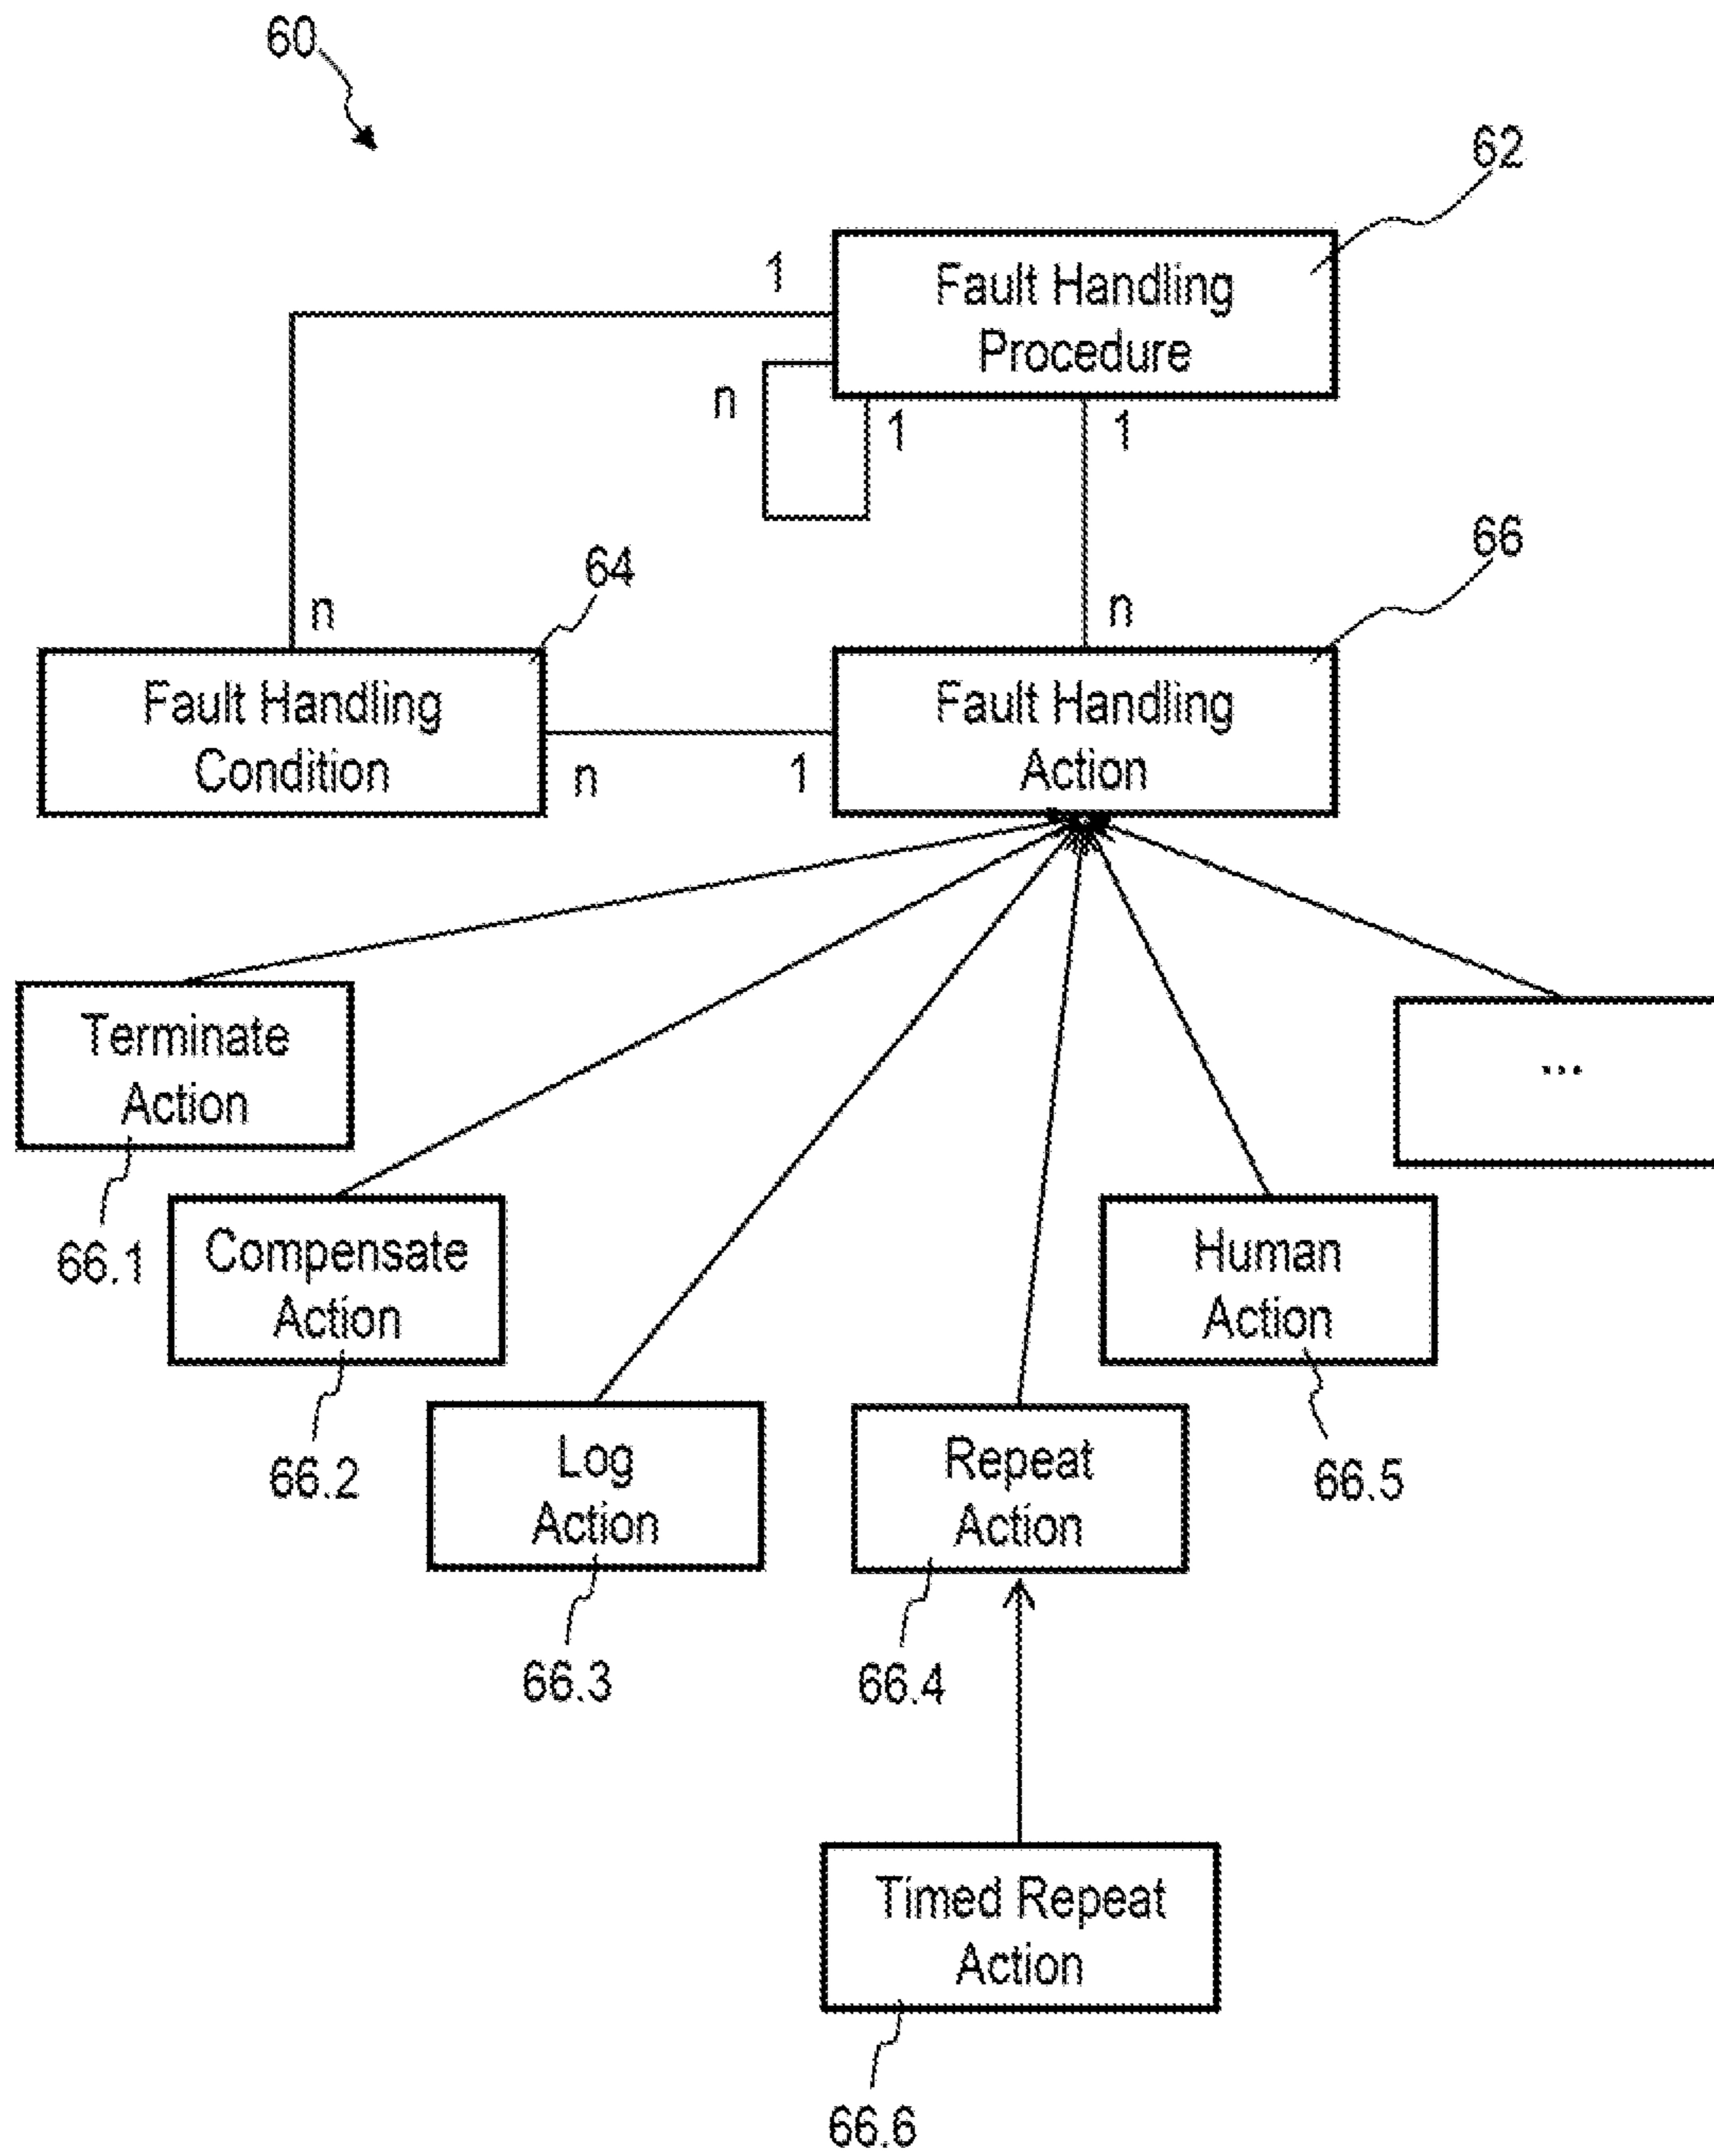 60
62
1
Fault Handling
Procedure
n
1
1
64
66
n
n
Fault Handling
Condition
Fault Handling
Action
n
1
Terminate
Action
...
66.1
Compensate
Action
Human
Action
66.2
Log
Action
Repeat
Action
66.5
66.3
66.4
Timed Repeat
Action
66.6